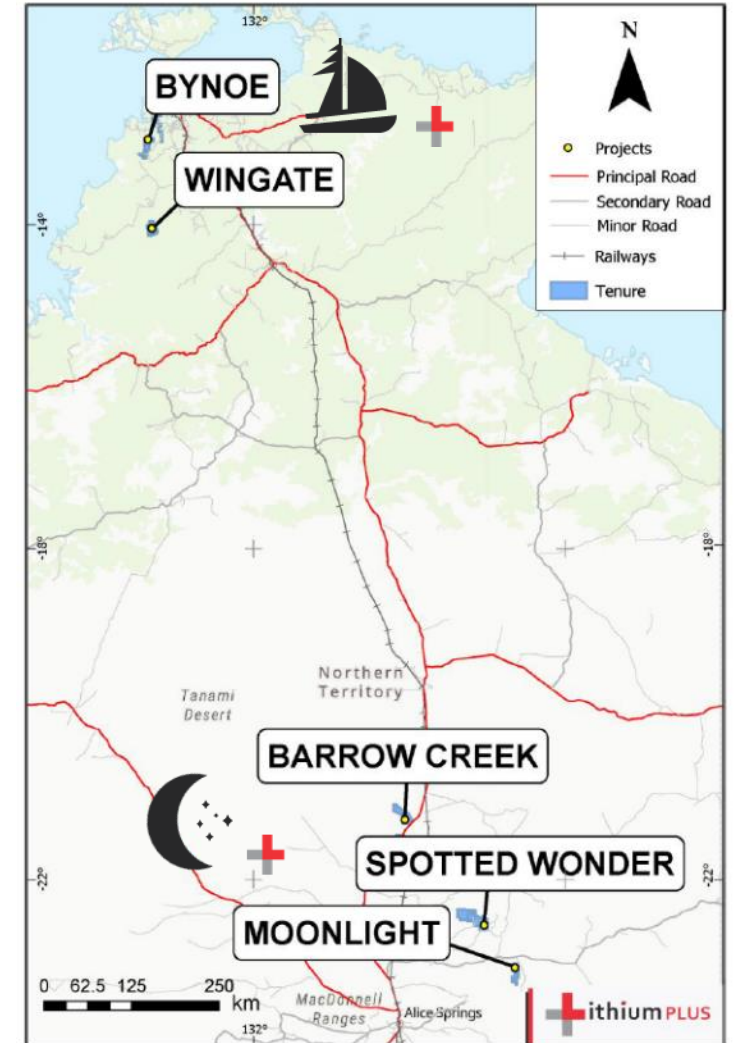 132°
N
BYNOE
WINGATE
Projects
Principal Road
Secondary Road
Minor Road
Railways
Tenure
-14°
-18°
-18°
Northern
Territory
Tanami
Desert
BARROW CREEK
SPOTTED WONDER
-22°
-22°
MOONLIGHT
0 62.5 125 250
km
MacDonnell
Ranges
Alice Springs
132°
Lithium PLUS